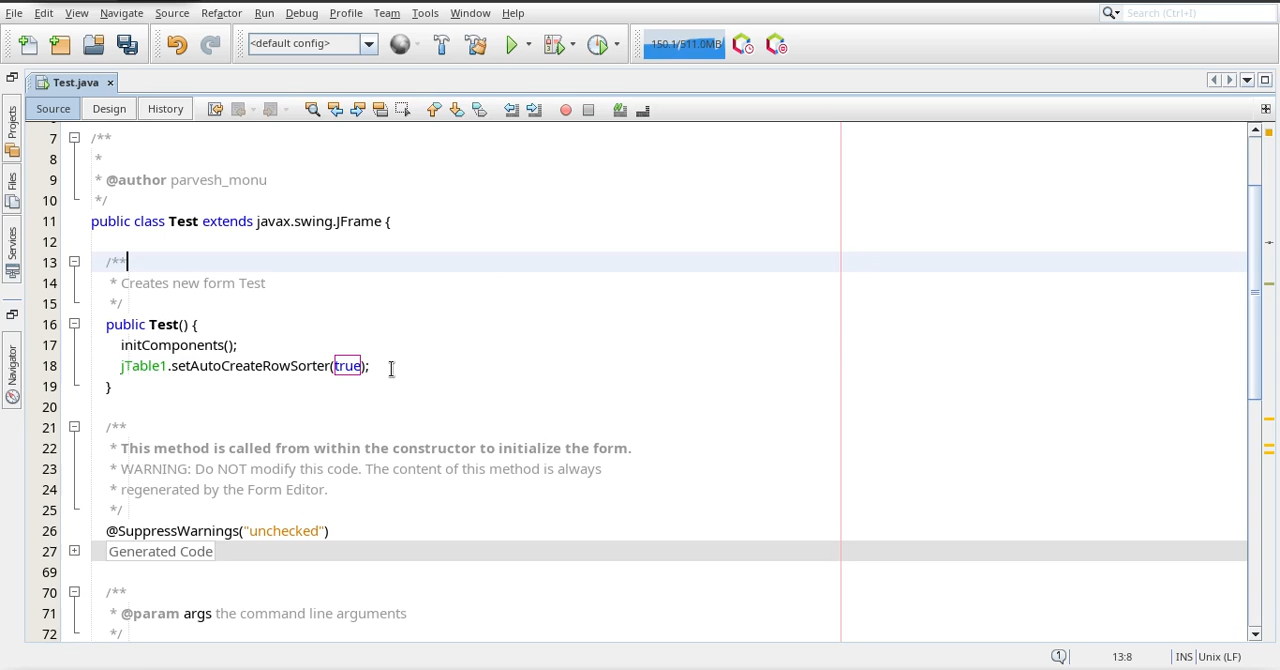 File Edit View Navigate Source Refactor Run Debug Profile Team Tools Window Help Search (Ctrl+I)
<default config> 150.1/511.0MB
Test.java ×
Source Design History
Projects
Files
Services
Navigator
7 /**
8 *
9 * @author parvesh_monu
10 */
11 public class Test extends javax.swing.JFrame {
12
13 /**
14 * Creates new form Test
15 */
16 public Test() {
17 initComponents();
18 jTable1.setAutoCreateRowSorter(true);
19 }
20
21 /**
22 * This method is called from within the constructor to initialize the form.
23 * WARNING: Do NOT modify this code. The content of this method is always
24 * regenerated by the Form Editor.
25 */
26 @SuppressWarnings("unchecked")
27 Generated Code
69
70 /**
71 * @param args the command line arguments
72 */
1 13:8 INS Unix (LF)